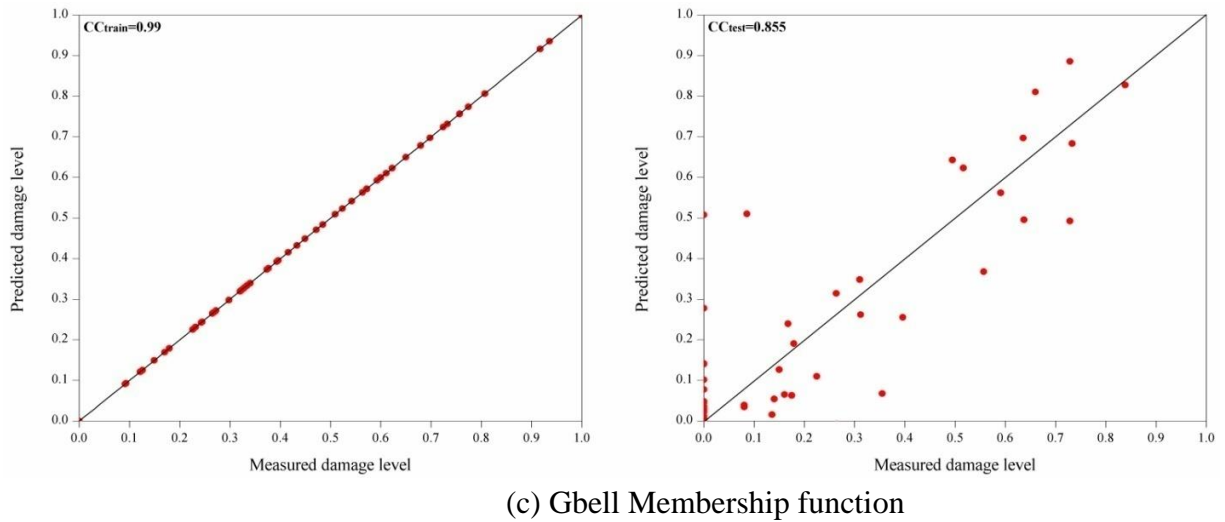 CCtrain=0.99
1.0
0.9
0.8
0.7
0.6
0.5
0.4
0.3
0.2
0.1
0.0
Predicted damage level
0.0 0.1 0.2 0.3 0.4 0.5 0.6 0.7 0.8 0.9 1.0
Measured damage level
CCtest=0.855
1.0
0.9
0.8
0.7
0.6
0.5
0.4
0.3
0.2
0.1
0.0
Predicted damage level
0.0 0.1 0.2 0.3 0.4 0.5 0.6 0.7 0.8 0.9 1.0
Measured damage level
(c) Gbell Membership function